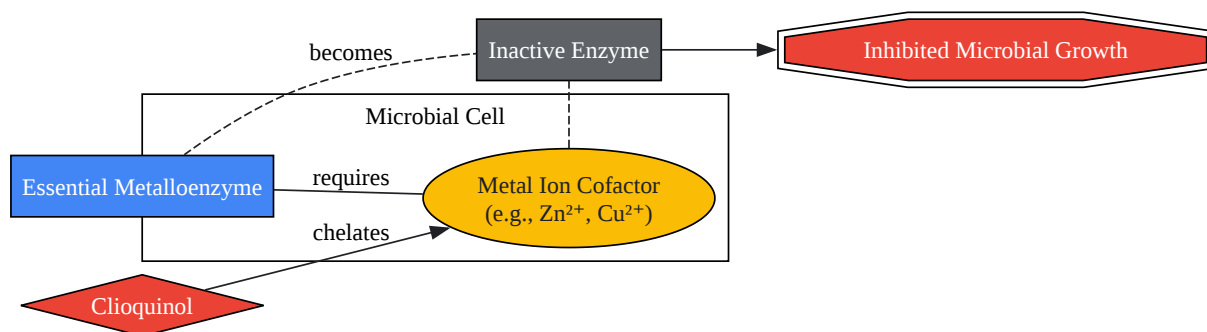 becomes
Inactive Enzyme
Inhibited Microbial Growth
Microbial Cell
Essential Metalloenzyme
requires
Metal Ion Cofactor
(e.g., Zn²⁺, Cu²⁺)
chelates
Clioquinol